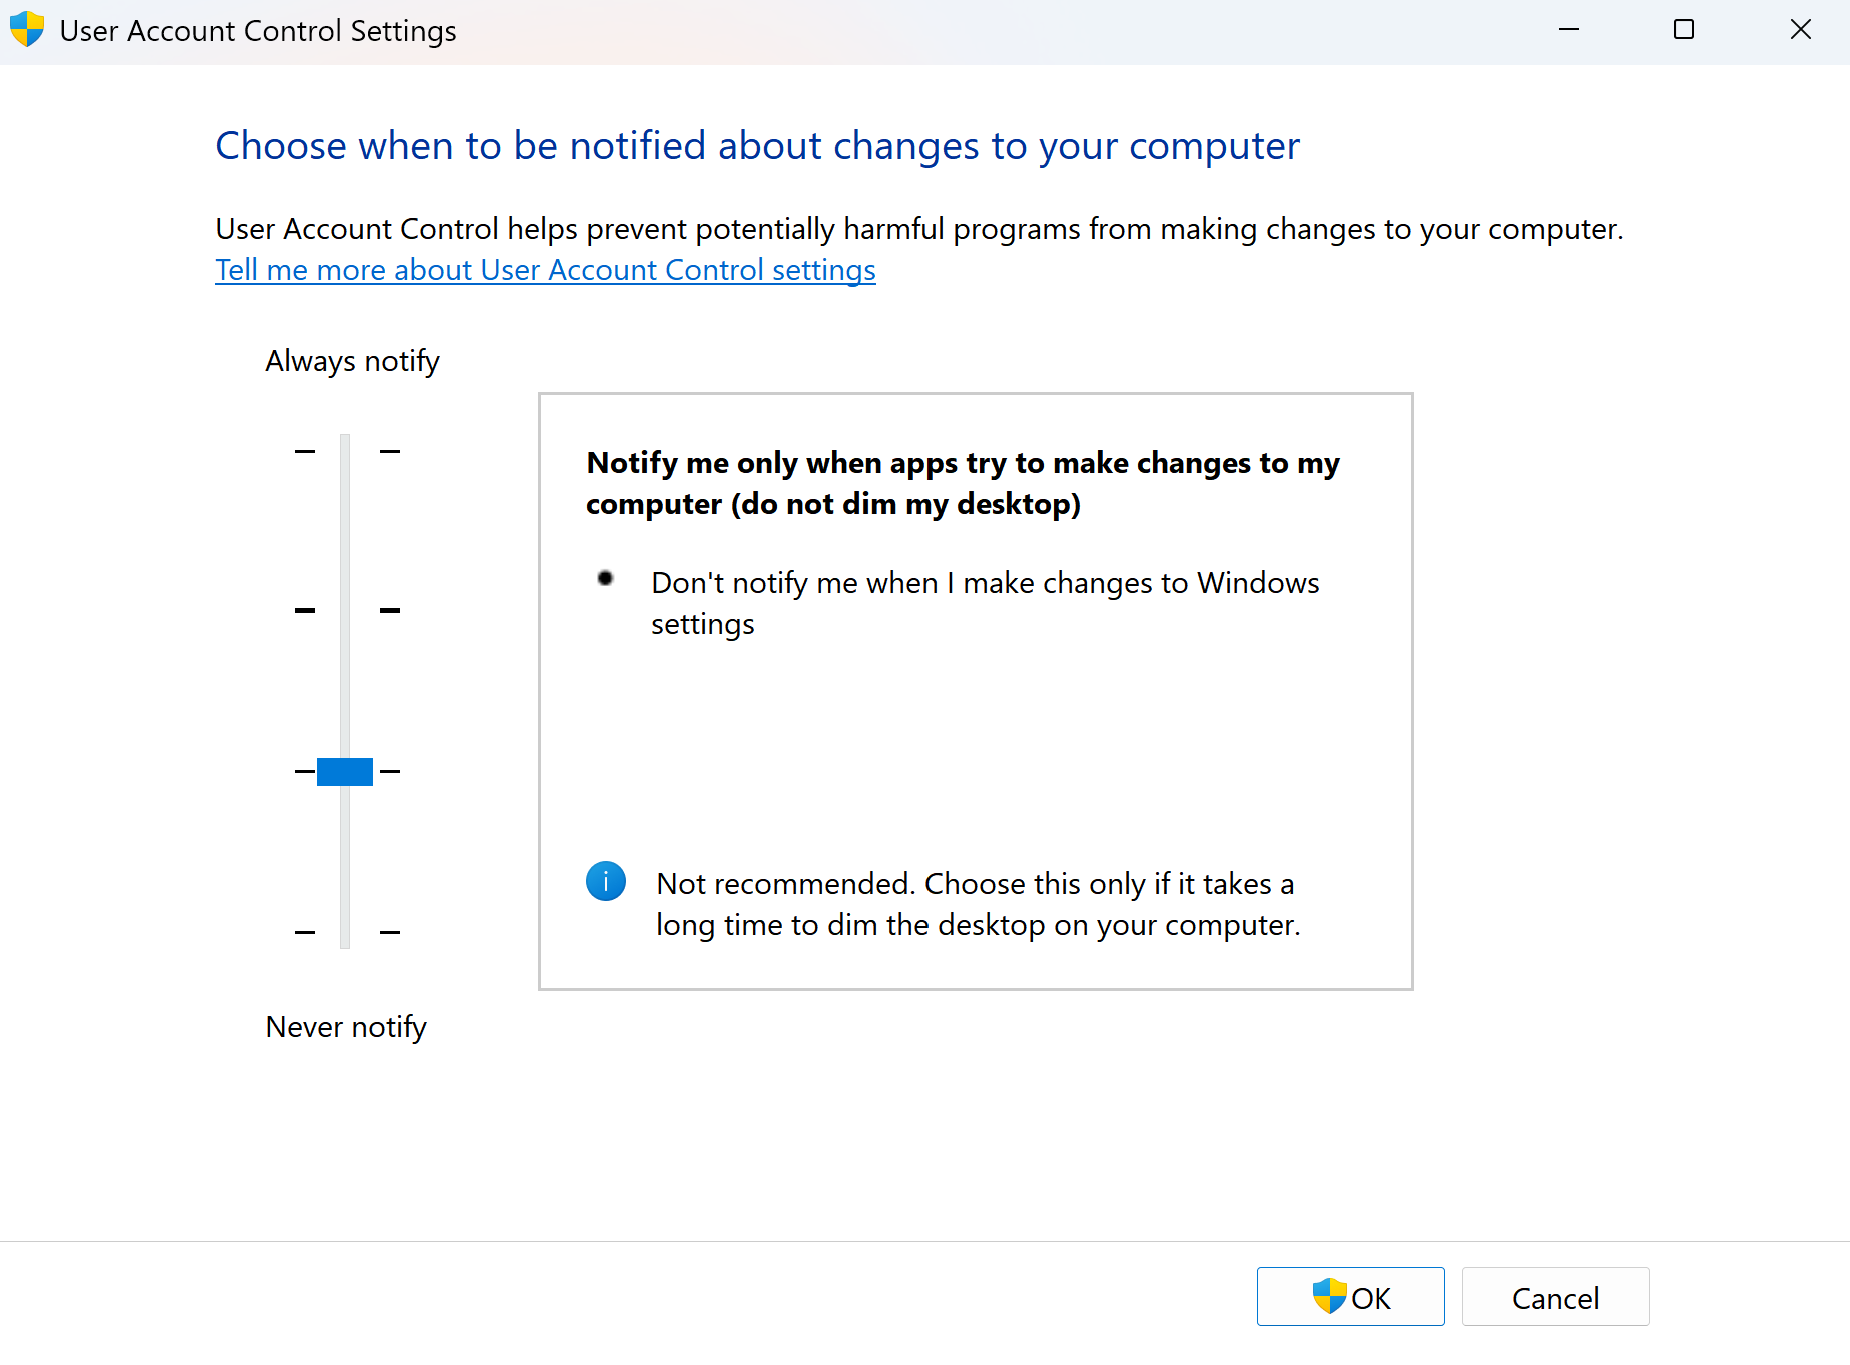 User Account Control Settings
Choose when to be notified about changes to your computer
User Account Control helps prevent potentially harmful programs from making changes to your computer.
Tell me more about User Account Control settings
Always notify
Notify me only when apps try to make changes to my
computer (do not dim my desktop)
Don't notify me when I make changes to Windows
settings
Not recommended. Choose this only if it takes a
long time to dim the desktop on your computer.
Never notify
OK
Cancel